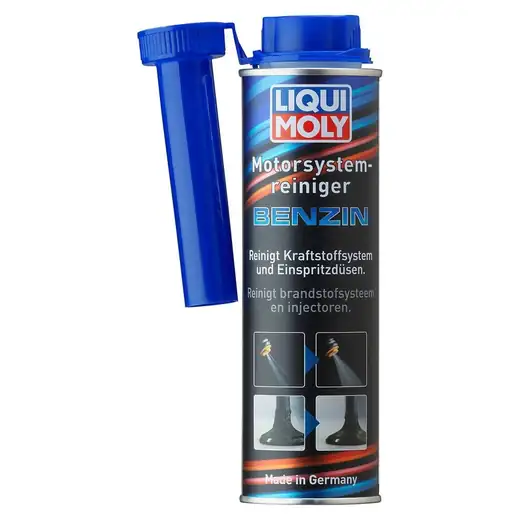 LIQUI
MOLY
Motorsystem-
reiniger
BENZIN
Reinigt Kraftstoffsystem
und Einspritzdüsen.
Reinigt brandstofsysteem
en injectoren.
Made in Germany